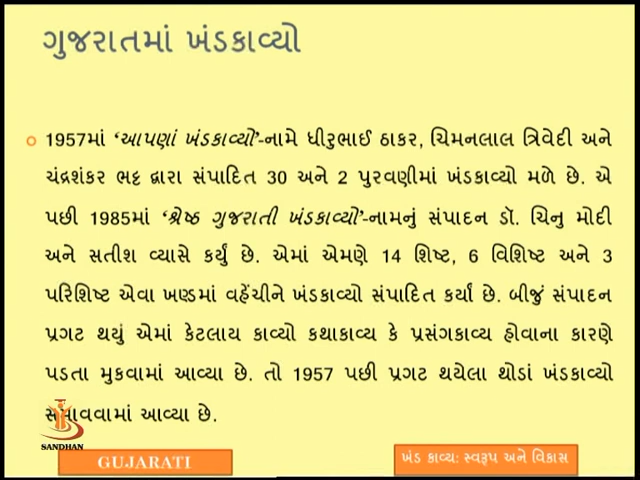 ગુજરાતમાં ખંડકાવ્યો
1957માં ‘આપણાં ખંડકાવ્યો’-નામે ધીરુભાઈ ઠાકર, ચિમનલાલ ત્રિવેદી અને
ચંદ્રશંકર ભટ્ટ દ્વારા સંપાદિત 30 અને 2 પુરવણીમાં ખંડકાવ્યો મળે છે. એ
પછી 1985માં ‘શ્રેષ્ઠ ગુજરાતી ખંડકાવ્યો’-નામનું સંપાદન ડૉ. ચિનુ મોદી
અને સતીશ વ્યાસે કર્યું છે. એમાં એમણે 14 શિષ્ટ, 6 વિશિષ્ટ અને 3
પરિશિષ્ટ એવા ખણ્ડમાં વહેંચીને ખંડકાવ્યો સંપાદિત કર્યાં છે. બીજું સંપાદન
પ્રગટ થયું એમાં કેટલાય કાવ્યો કથાકાવ્ય કે પ્રસંગકાવ્ય હોવાના કારણે
પડતા મુકવામાં આવ્યા છે. તો 1957 પછી પ્રગટ થયેલા થોડાં ખંડકાવ્યો
સમાવવામાં આવ્યા છે.
SANDHAN
GUJARATI
ખંડ કાવ્ય: સ્વરૂપ અને વિકાસ